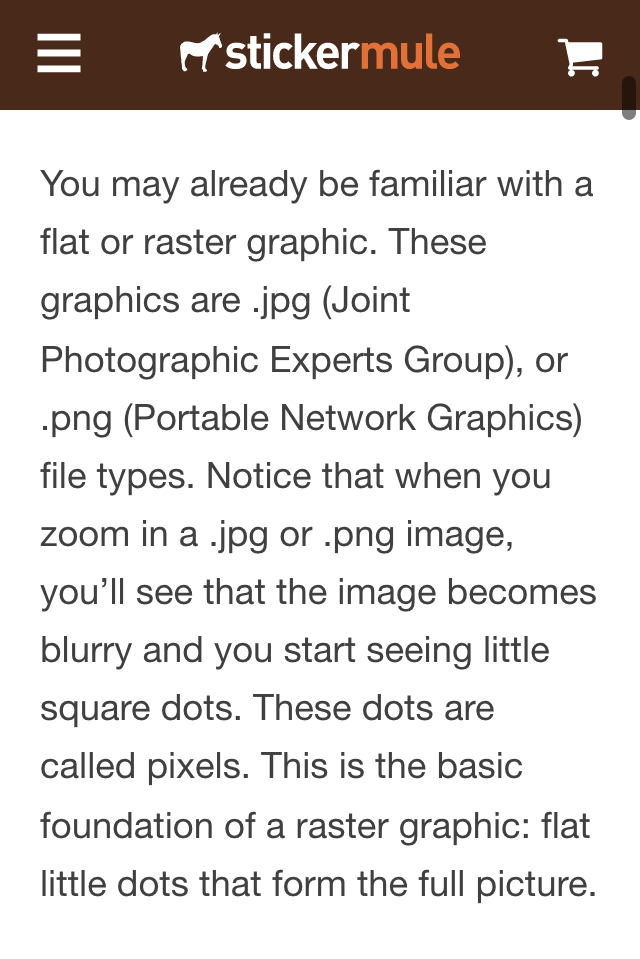 stickermule
You may already be familiar with a
flat or raster graphic. These
graphics are .jpg (Joint
Photographic Experts Group), or
.png (Portable Network Graphics)
file types. Notice that when you
zoom in a .jpg or .png image,
you’ll see that the image becomes
blurry and you start seeing little
square dots. These dots are
called pixels. This is the basic
foundation of a raster graphic: flat
little dots that form the full picture.